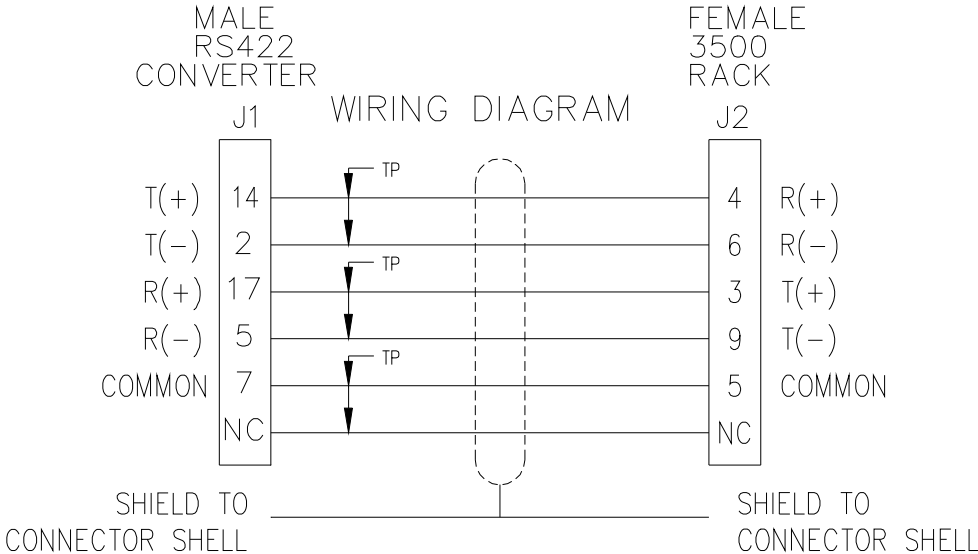 MALE
RS422
CONVERTER
J1
WIRING DIAGRAM
FEMALE
3500
RACK
J2
TP
T(+) 14 4 R(+)
T(-) 2 6 R(-)
TP
R(+) 17 3 T(+)
R(-) 5 9 T(-)
TP
COMMON 7 5 COMMON
NC NC
SHIELD TO
CONNECTOR SHELL
SHIELD TO
CONNECTOR SHELL